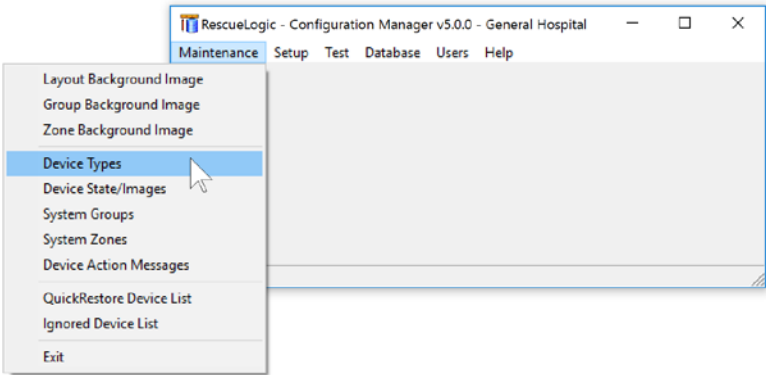 RescueLogic - Configuration Manager v5.0.0 - General Hospital
Maintenance Setup Test Database Users Help
Layout Background Image
Group Background Image
Zone Background Image
Device Types
Device State/Images
System Groups
System Zones
Device Action Messages
QuickRestore Device List
Ignored Device List
Exit